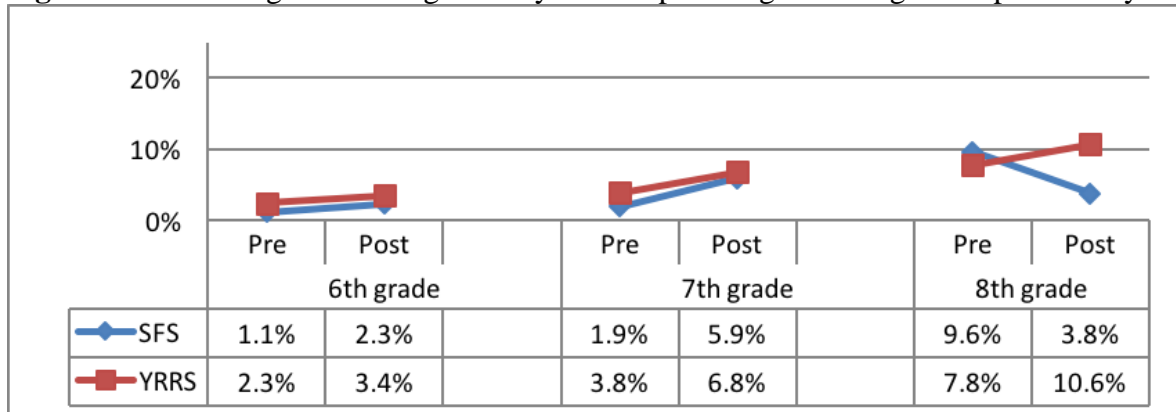 20%
10%
0%
Pre Post Pre Post Pre Post
6th grade 7th grade 8th grade
SFS 1.1% 2.3% 1.9% 5.9% 9.6% 3.8%
YRRS 2.3% 3.4% 3.8% 6.8% 7.8% 10.6%